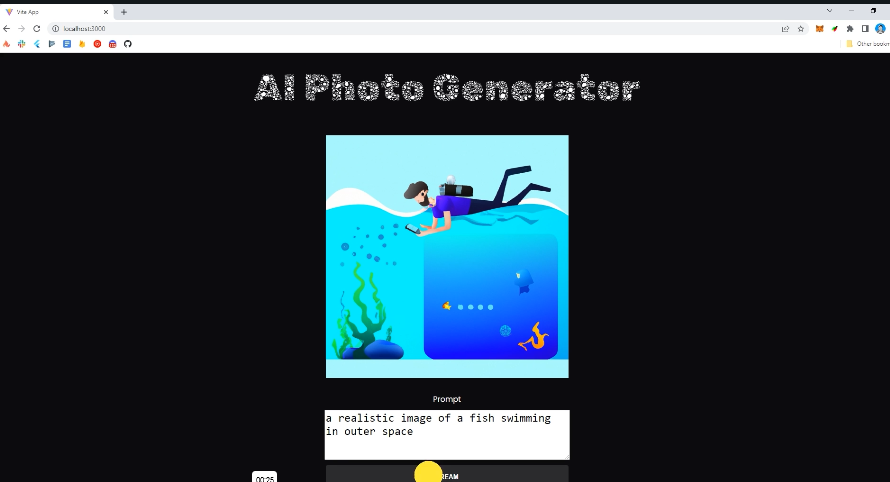 Vite App
localhost:3000
Other bookm
AI Photo Generator
Prompt
a realistic image of a fish swimming
in outer space
REAM
00:25